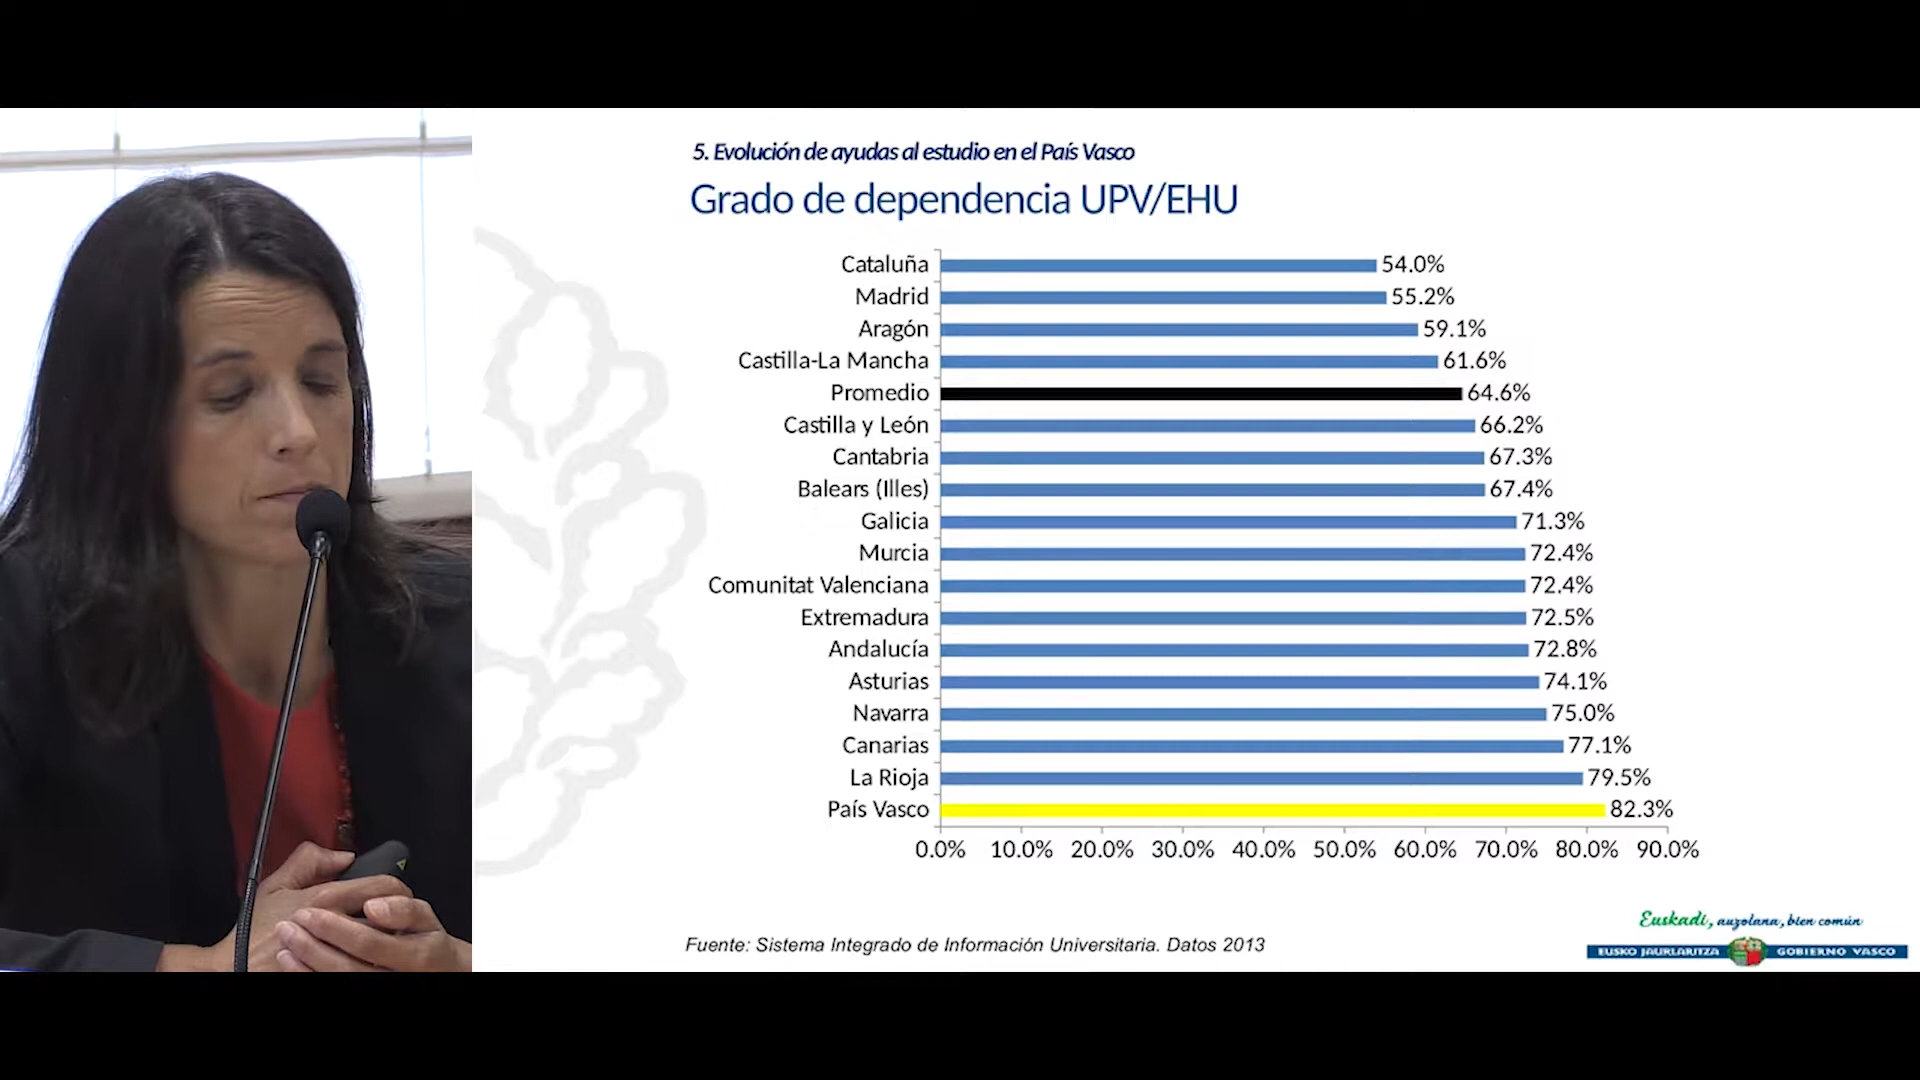 5. Evolución de ayudas al estudio en el País Vasco
Grado de dependencia UPV/EHU
Cataluña 54.0%
Madrid 55.2%
Aragón 59.1%
Castilla-La Mancha 61.6%
Promedio 64.6%
Castilla y León 66.2%
Cantabria 67.3%
Balears (Illes) 67.4%
Galicia 71.3%
Murcia 72.4%
Comunitat Valenciana 72.4%
Extremadura 72.5%
Andalucía 72.8%
Asturias 74.1%
Navarra 75.0%
Canarias 77.1%
La Rioja 79.5%
País Vasco 82.3%
0.0% 10.0% 20.0% 30.0% 40.0% 50.0% 60.0% 70.0% 80.0% 90.0%
Euskadi, auzolana, bien común
Fuente: Sistema Integrado de Información Universitaria. Datos 2013
EUSKO JAURLARITZA GOBIERNO VASCO